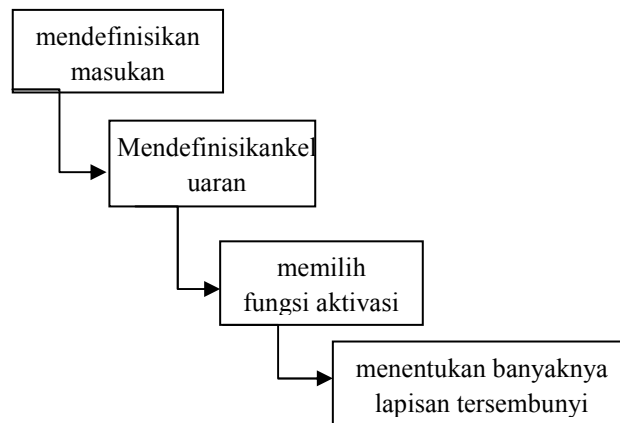 mendefinisikan
masukan
Mendefinisikankel
uaran
memilih
fungsi aktivasi
menentukan banyaknya
lapisan tersembunyi